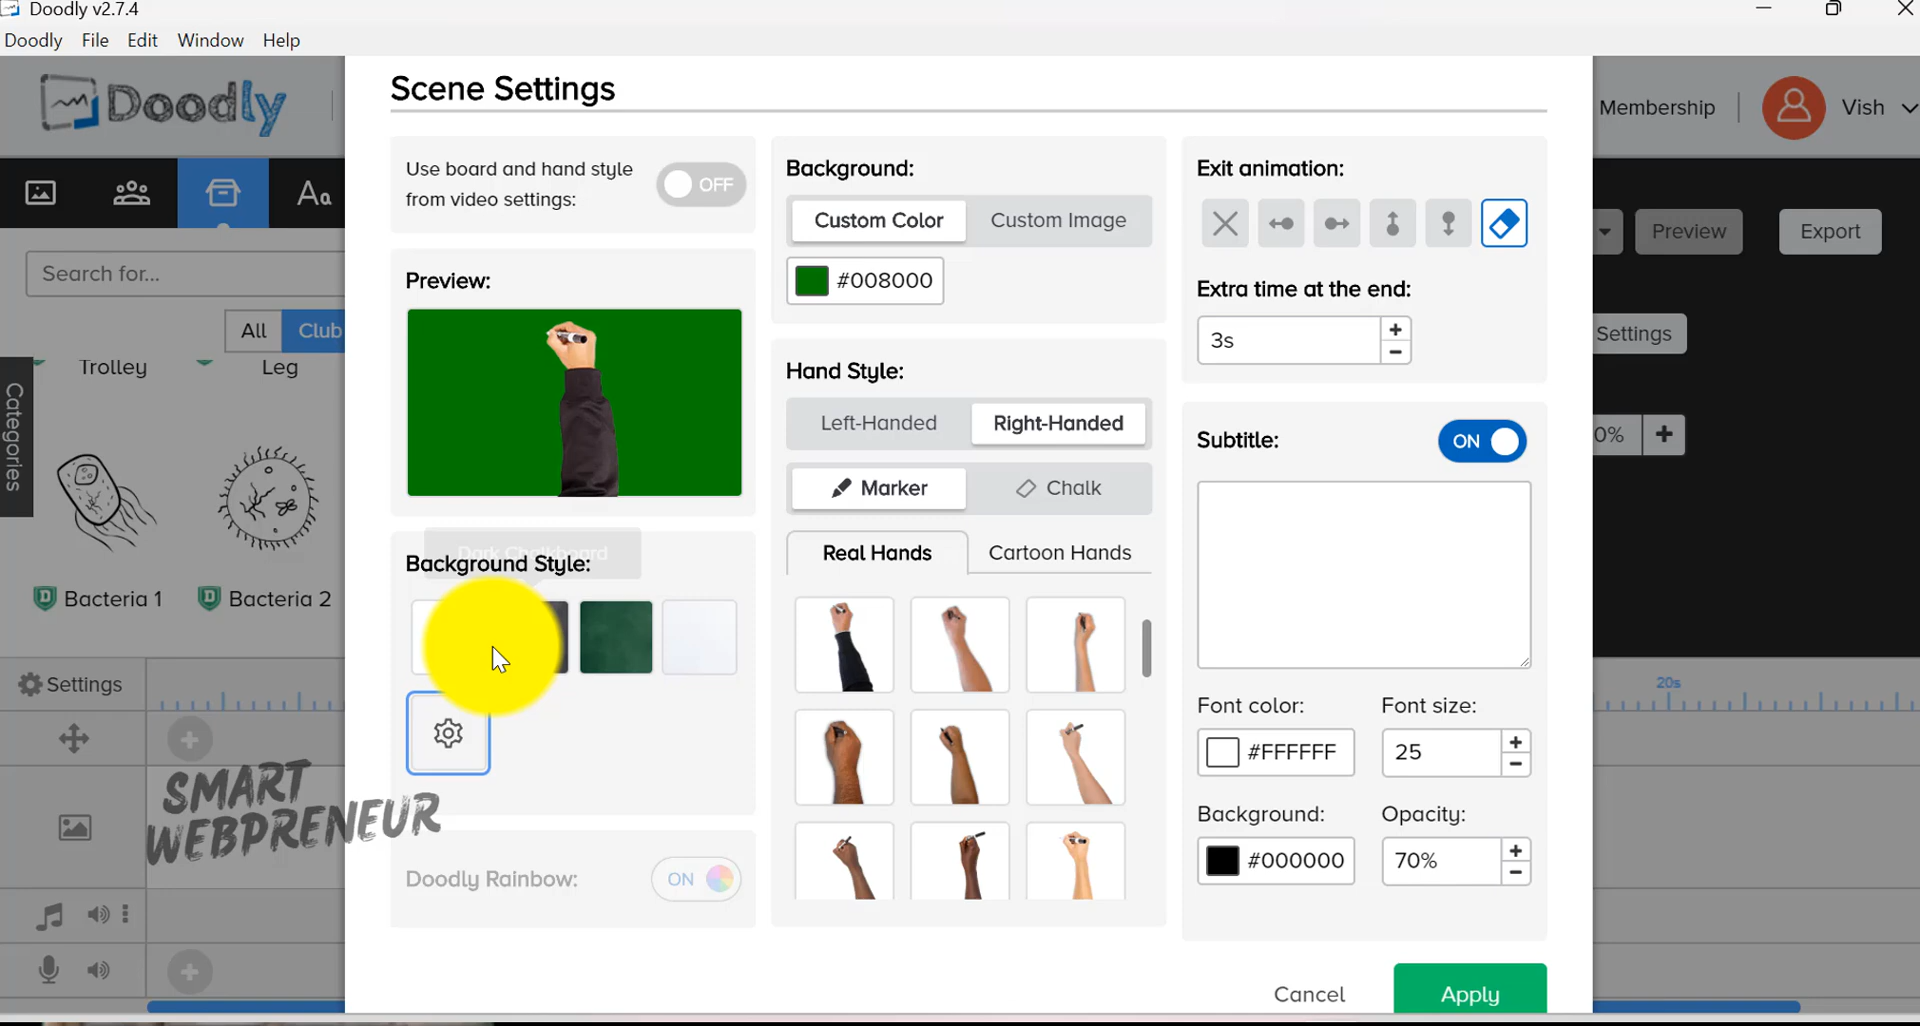 Doodly v2.7.4
Doodly File Edit Window Help
Doodly
Membership
Vish
Aa
Search for...
All Club
Trolley Leg
Categories
Bacteria 1 Bacteria 2
Settings
SMART
WEBPRENEUR
Scene Settings
Use board and hand style
from video settings:
OFF
Preview:
Dark Chalkboard
Background Style:
Doodly Rainbow:
ON
Background:
Custom Color Custom Image
#008000
Hand Style:
Left-Handed Right-Handed
Marker Chalk
Real Hands Cartoon Hands
Exit animation:
Extra time at the end:
3s
Subtitle:
ON
Font color: Font size:
#FFFFFF 25
Background: Opacity:
#000000 70%
Cancel Apply
Preview Export
Settings
0%
20s